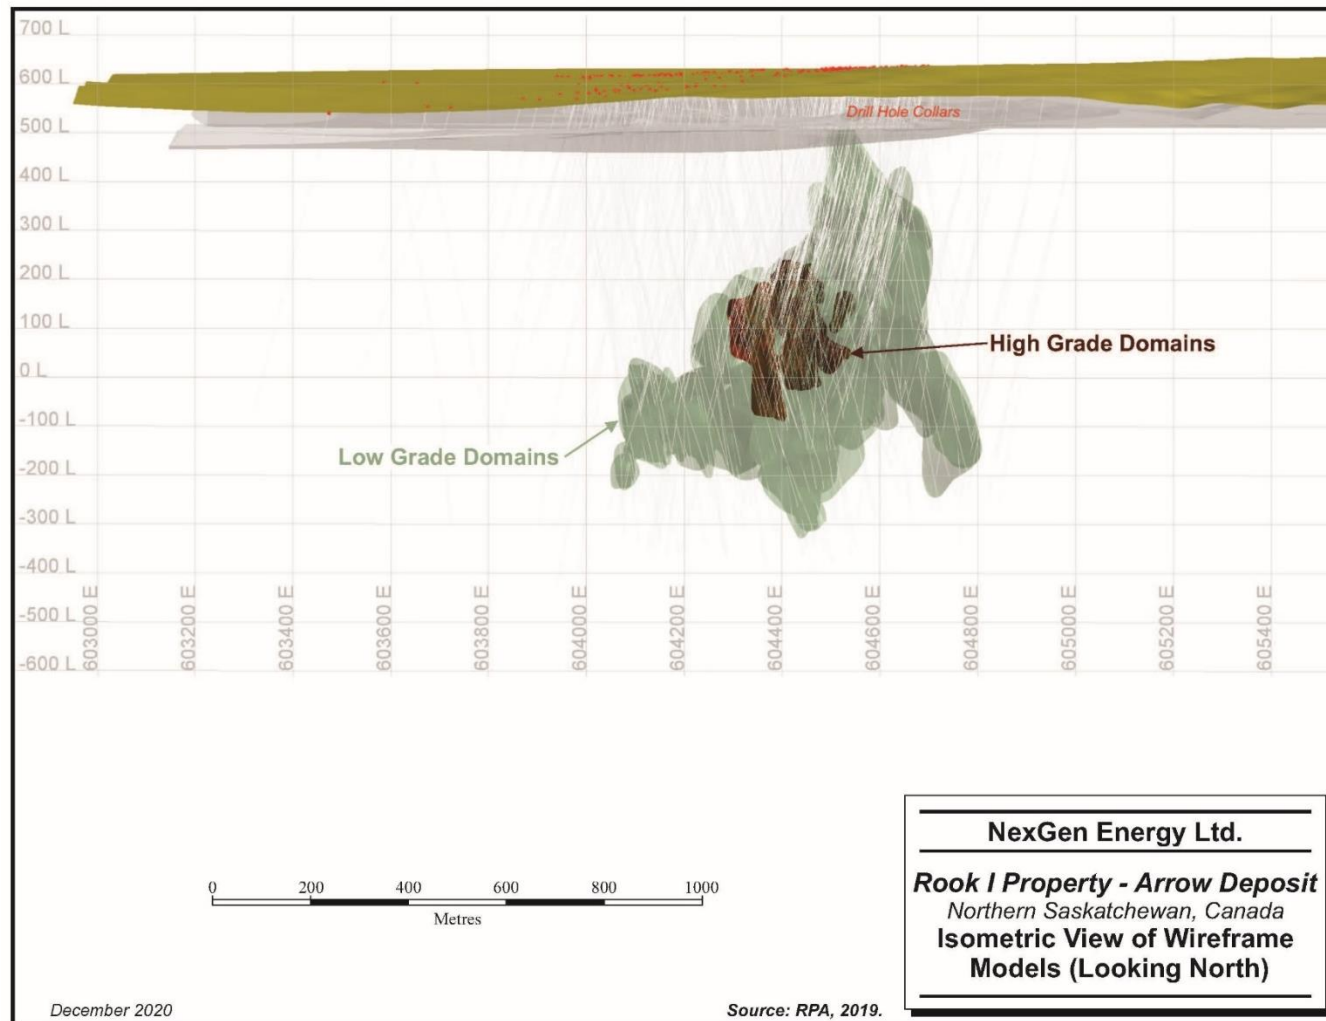 700 L
600 L
500 L
400 L
300 L
200 L
100 L
0 L
-100 L
-200 L
-300 L
-400 L
-500 L
-600 L
Drill Hole Collars
High Grade Domains
Low Grade Domains
603000 E
603200 E
603400 E
603600 E
603800 E
604000 E
604200 E
604400 E
604600 E
604800 E
605000 E
605200 E
605400 E
0 200 400 600 800 1000
Metres
NexGen Energy Ltd.
Rook I Property - Arrow Deposit
Northern Saskatchewan, Canada
Isometric View of Wireframe
Models (Looking North)
December 2020
Source: RPA, 2019.